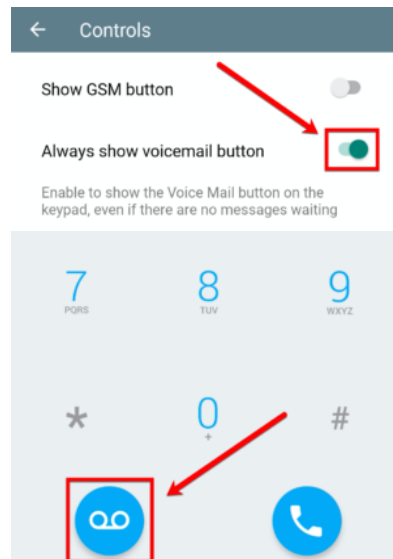 Controls
Show GSM button
Always show voicemail button
Enable to show the Voice Mail button on the
keypad, even if there are no messages waiting
7 8 9
PQRS TUV WXYZ
* 0 #
+